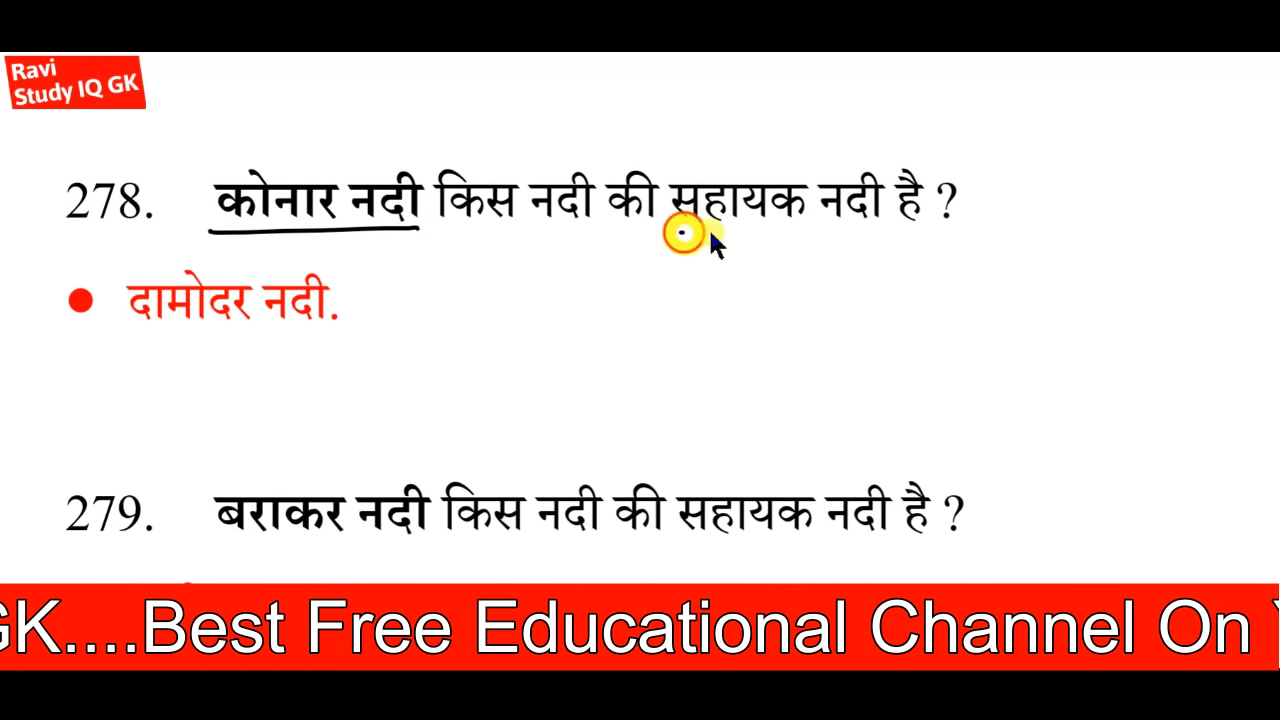 Ravi
Study IQ GK
278. कोनार नदी किस नदी की सहायक नदी है ?
● दामोदर नदी.
279. बराकर नदी किस नदी की सहायक नदी है ?
GK....Best Free Educational Channel On